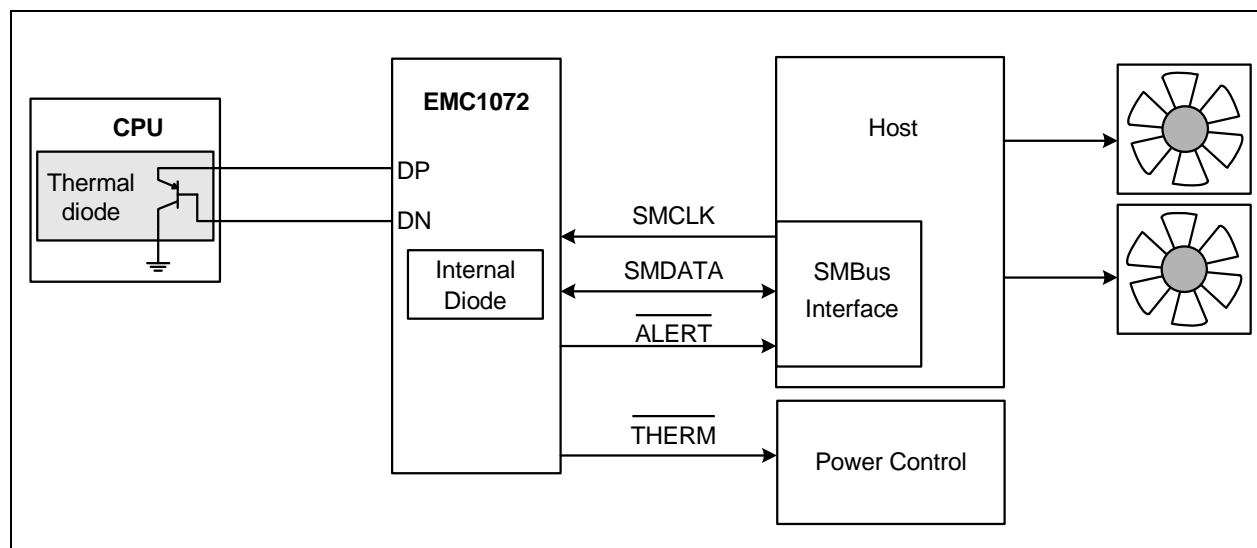 CPU
Thermal
diode
EMC1072
DP
DN
Internal
Diode
SMCLK
SMDATA
ALERT
THERM
Host
SMBus
Interface
Power Control